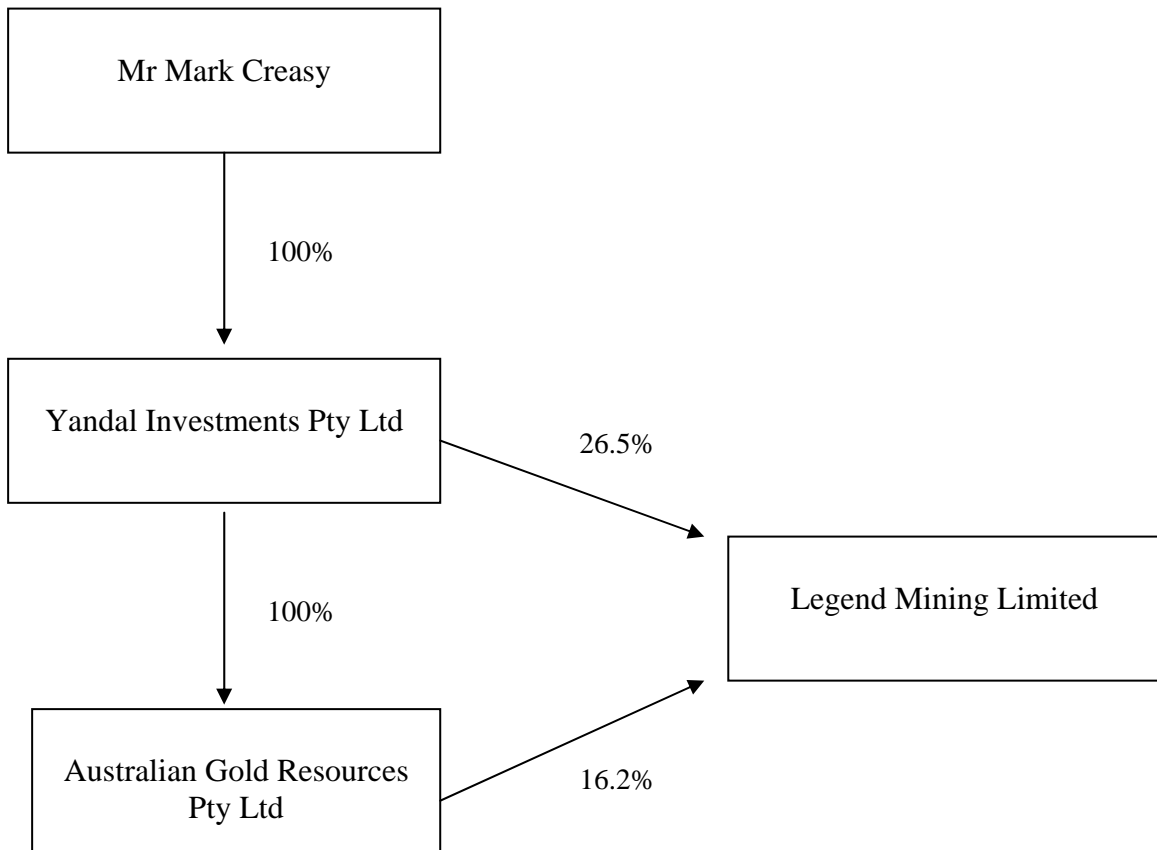 Mr Mark Creasy
100%
Yandal Investments Pty Ltd
26.5%
100%
Legend Mining Limited
Australian Gold Resources
Pty Ltd
16.2%